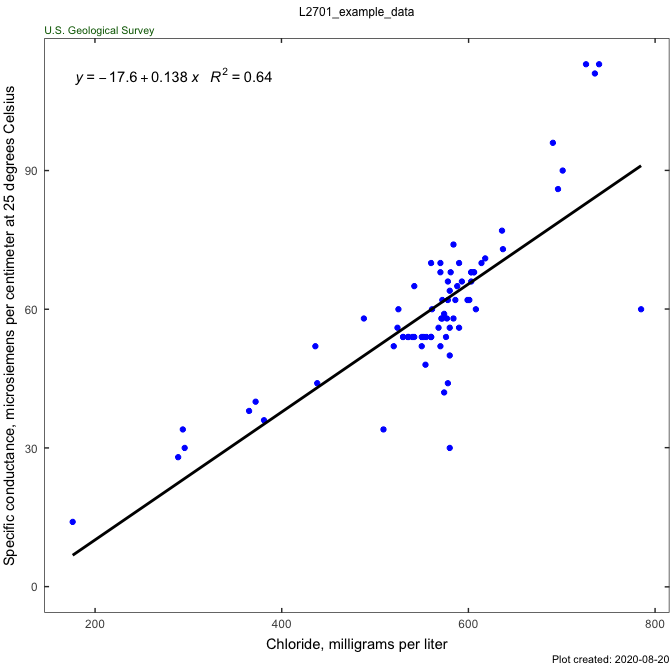 L2701_example_data
U.S. Geological Survey
y = − 17.6 + 0.138 x R² = 0.64
Specific conductance, microsiemens per centimeter at 25 degrees Celsius
90
60
30
0
200 400 600 800
Chloride, milligrams per liter
Plot created: 2020-08-20